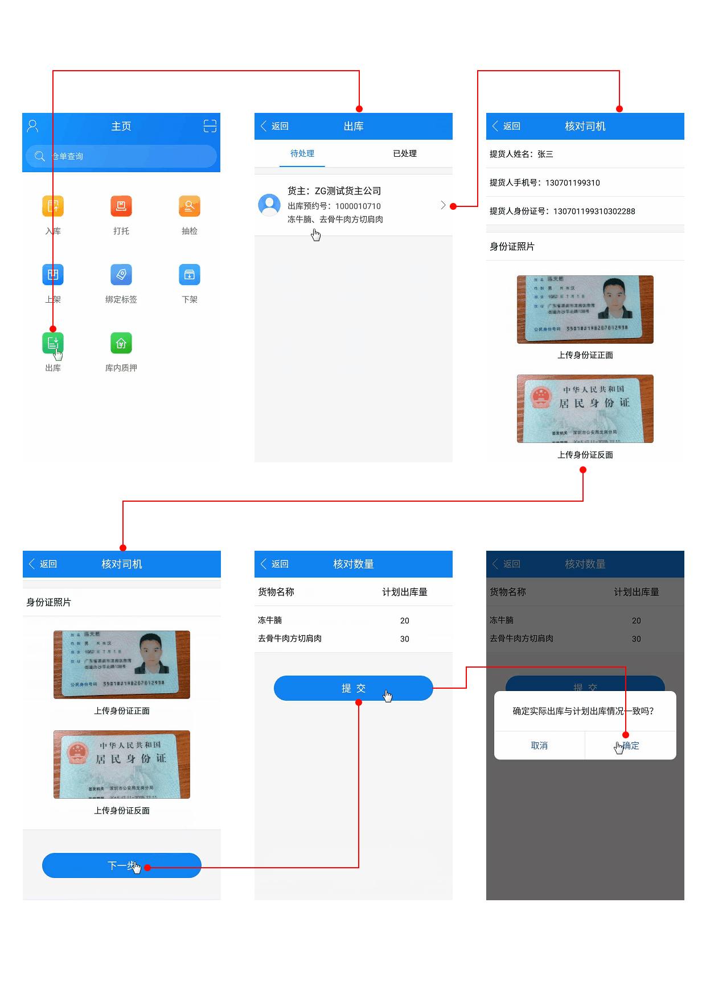 主页
仓单查询
入库
打托
抽检
上架
绑定标签
下架
出库
库内质押
返回
出库
待处理
已处理
货主：ZG测试货主公司
出库预约号：1000010710
冻牛腩、去骨牛肉方切肩肉
返回
核对司机
提货人姓名：张三
提货人手机号：130701199310
提货人身份证号：130701199310302288
身份证照片
上传身份证正面
中华人民共和国
居民身份证
签发机关 深圳市公安局龙岗分局
上传身份证反面
返回
核对司机
身份证照片
上传身份证正面
中华人民共和国
居民身份证
签发机关 深圳市公安局龙岗分局
上传身份证反面
下一步
返回
核对数量
货物名称 计划出库量
冻牛腩 20
去骨牛肉方切肩肉 30
提交
返回
核对数量
货物名称 计划出库量
冻牛腩 20
去骨牛肉方切肩肉 30
提交
确定实际出库与计划出库情况一致吗？
取消
确定